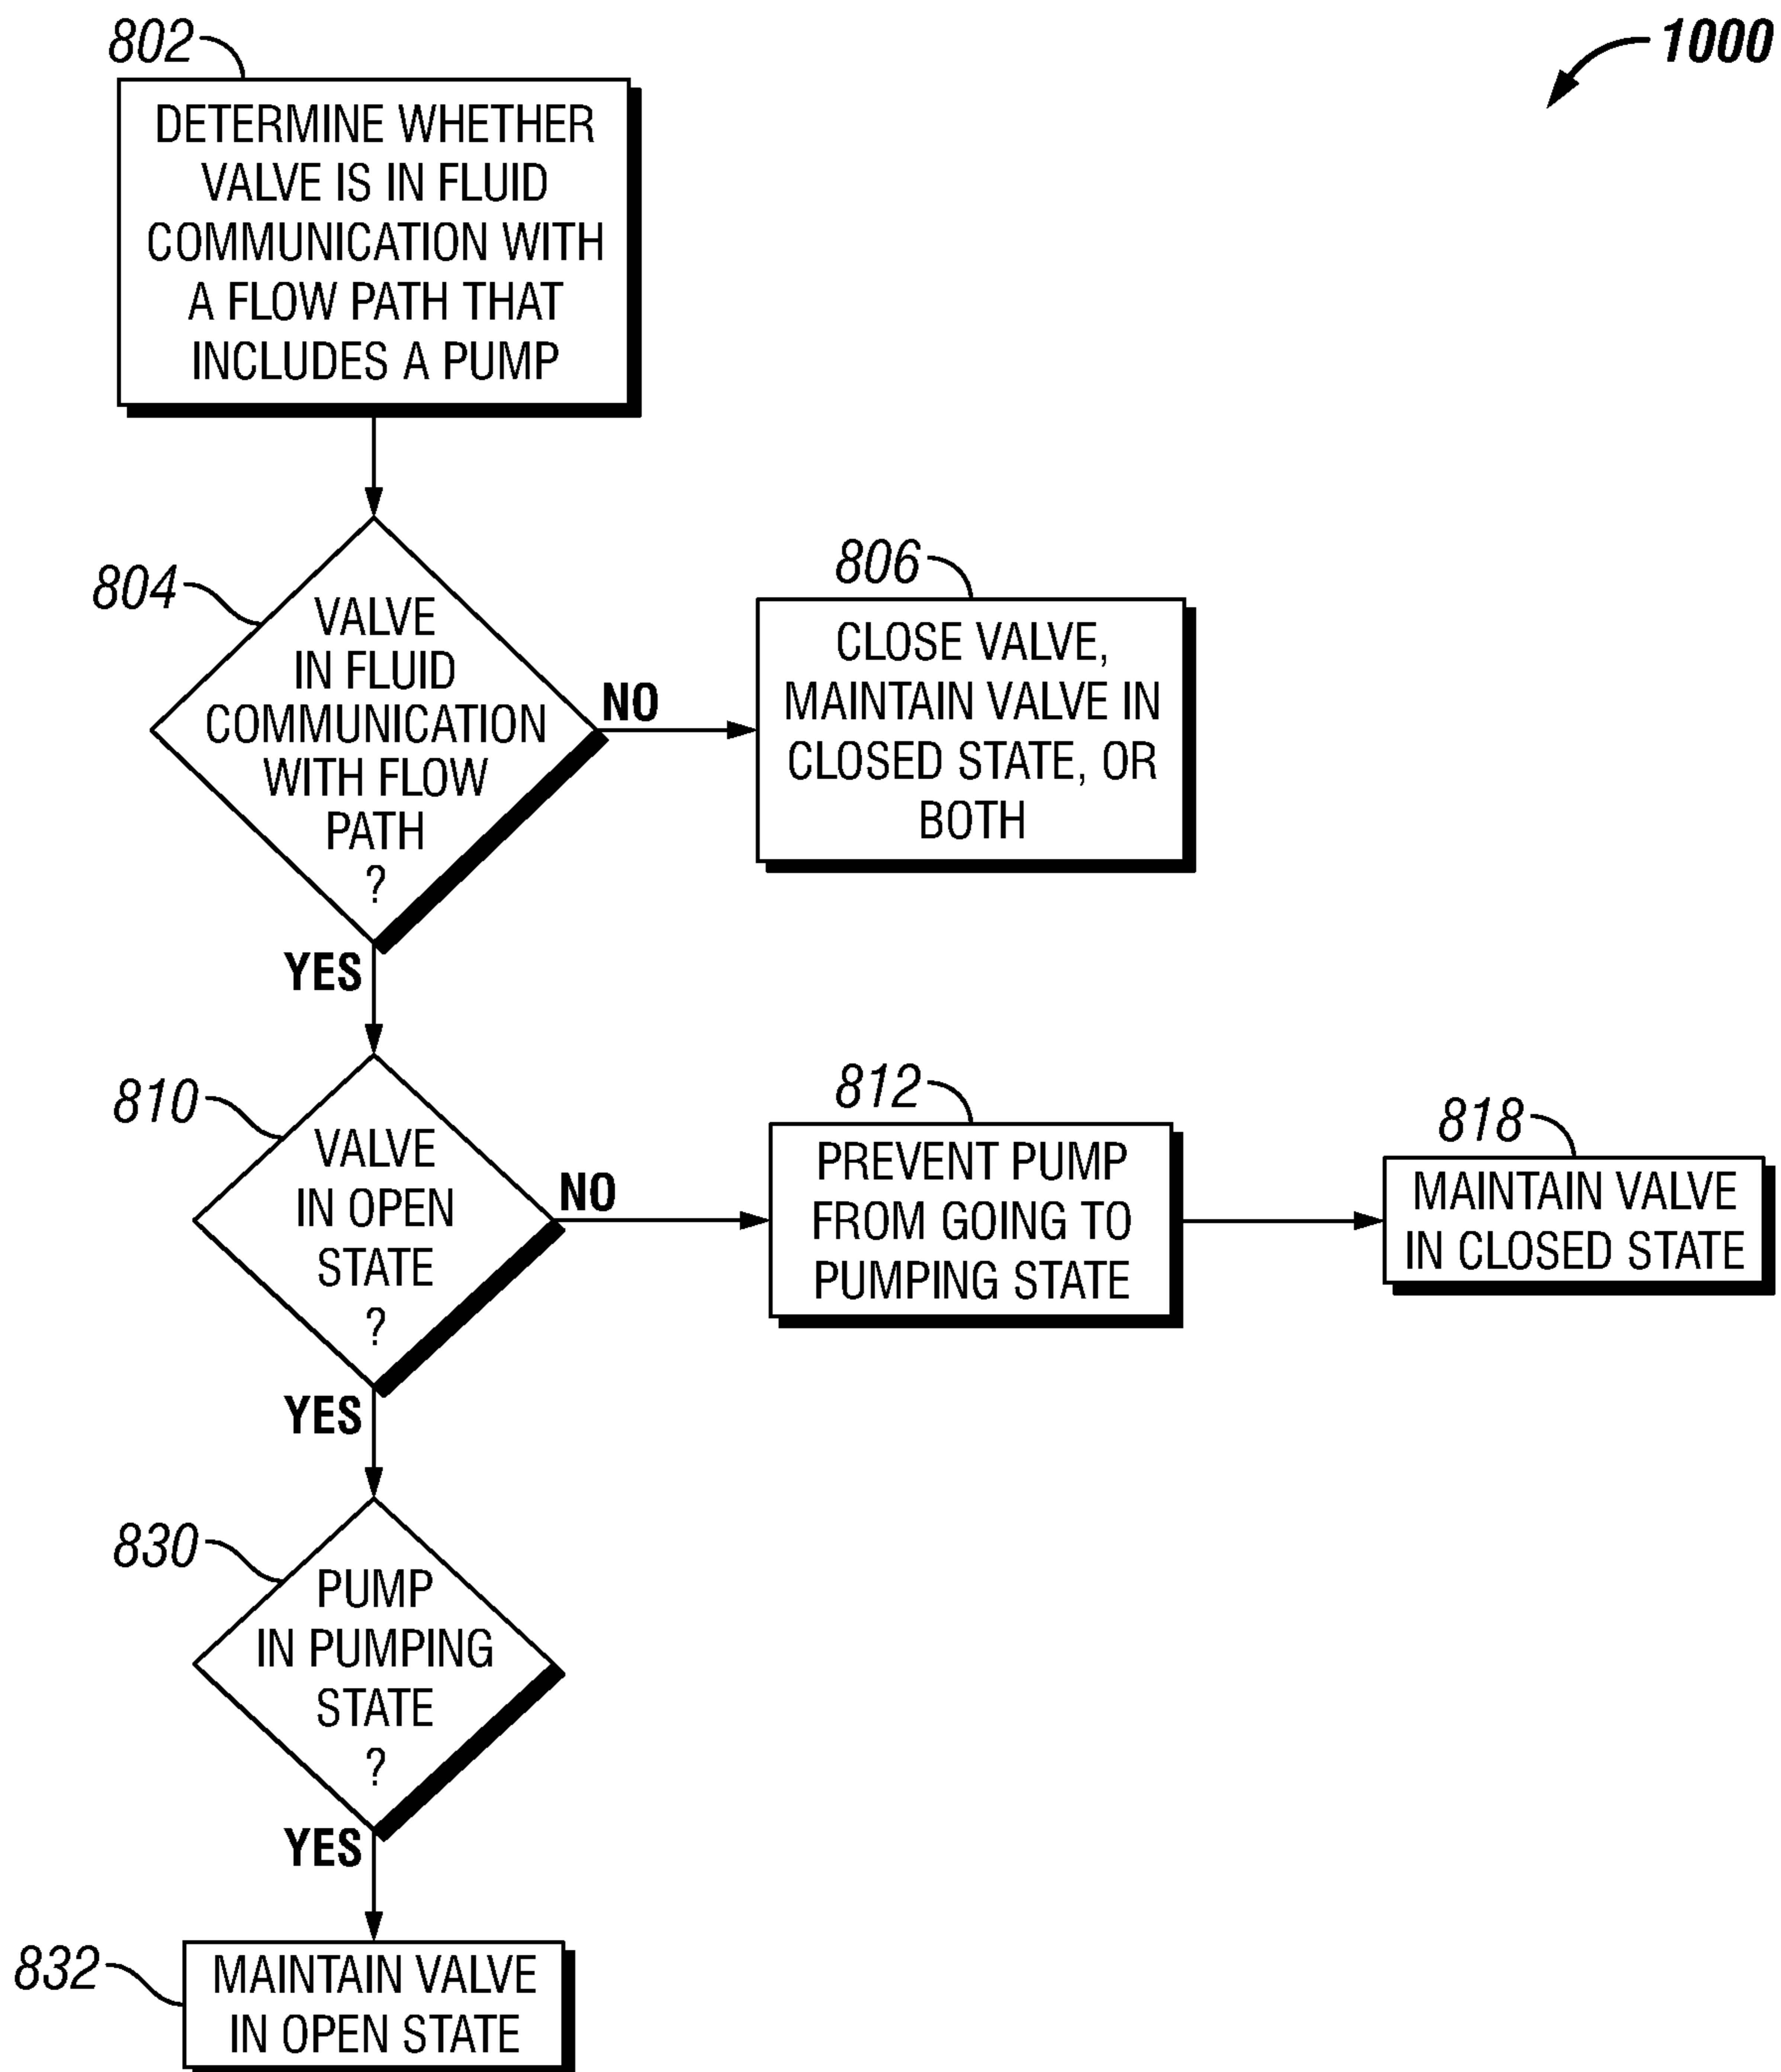 802
1000
DETERMINE WHETHER
VALVE IS IN FLUID
COMMUNICATION WITH
A FLOW PATH THAT
INCLUDES A PUMP
804
VALVE
IN FLUID
COMMUNICATION
WITH FLOW
PATH
?
NO
806
CLOSE VALVE,
MAINTAIN VALVE IN
CLOSED STATE, OR
BOTH
YES
810
VALVE
IN OPEN
STATE
?
NO
812
PREVENT PUMP
FROM GOING TO
PUMPING STATE
818
MAINTAIN VALVE
IN CLOSED STATE
YES
830
PUMP
IN PUMPING
STATE
?
YES
832
MAINTAIN VALVE
IN OPEN STATE